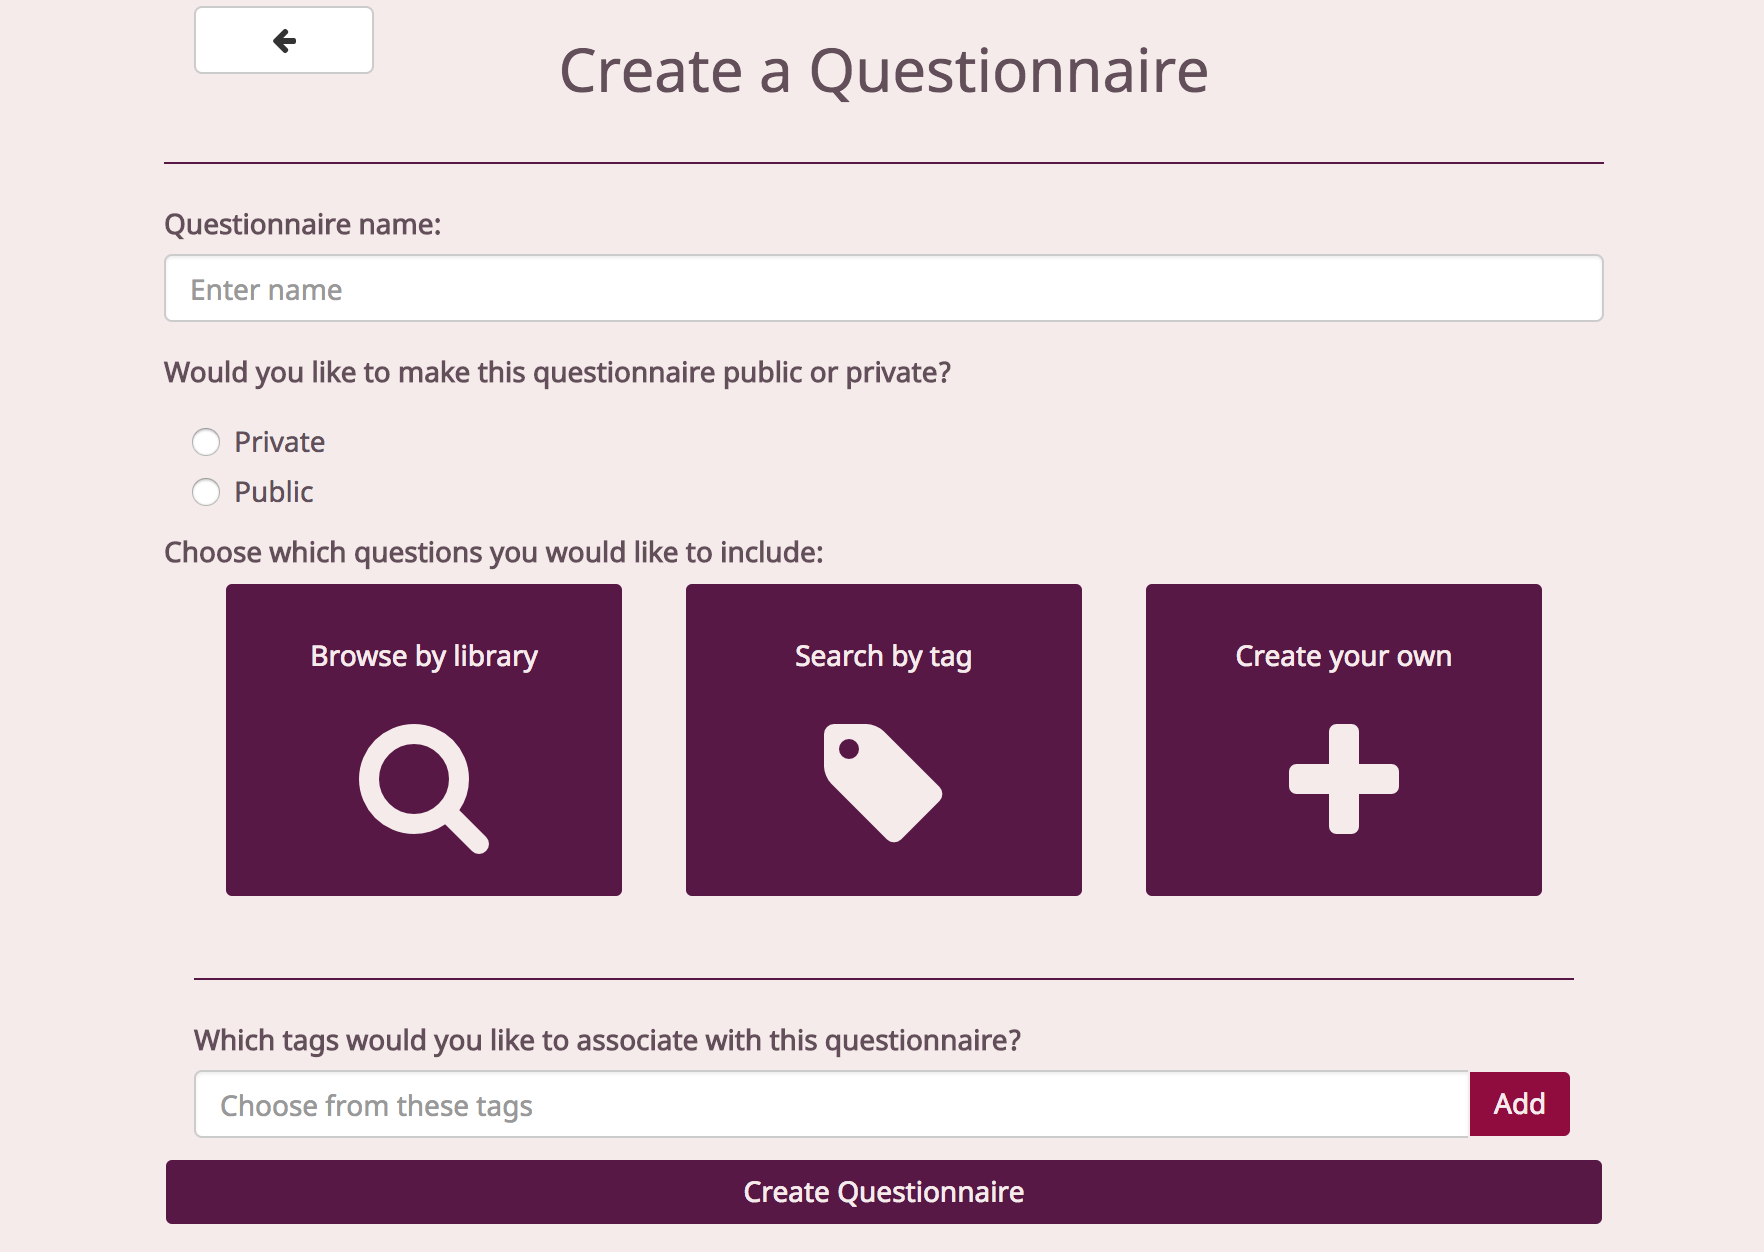 Create a Questionnaire
Questionnaire name:
Enter name
Would you like to make this questionnaire public or private?
Private
Public
Choose which questions you would like to include:
Browse by library
Search by tag
Create your own
Which tags would you like to associate with this questionnaire?
Choose from these tags
Add
Create Questionnaire